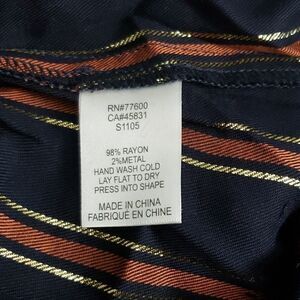 RN#77600
CA#45831
S1105
98% RAYON
2%METAL
HAND WASH COLD
LAY FLAT TO DRY
PRESS INTO SHAPE
MADE IN CHINA
FABRIQUÉ EN CHINE